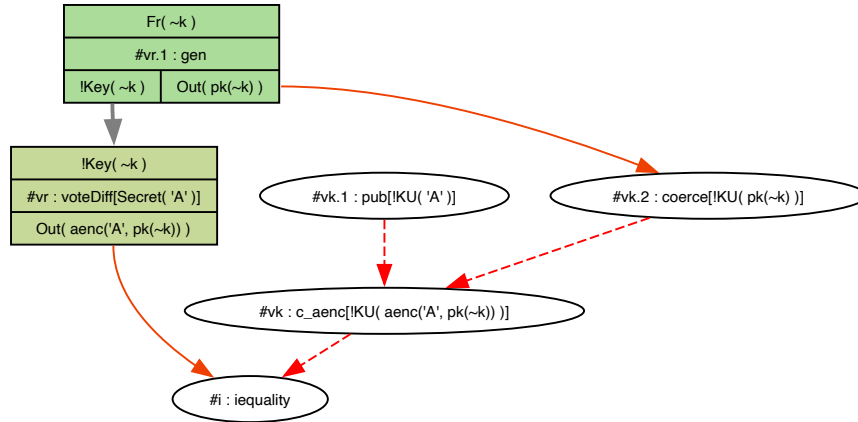 Fr( ~k )
#vr.1 : gen
!Key( ~k ) Out( pk(~k) )
!Key( ~k )
#vr : voteDiff[Secret( 'A' )]
Out( aenc('A', pk(~k)) )
#vk.1 : pub[!KU( 'A' )]
#vk.2 : coerce[!KU( pk(~k) )]
#vk : c_aenc[!KU( aenc('A', pk(~k)) )]
#i : iequality